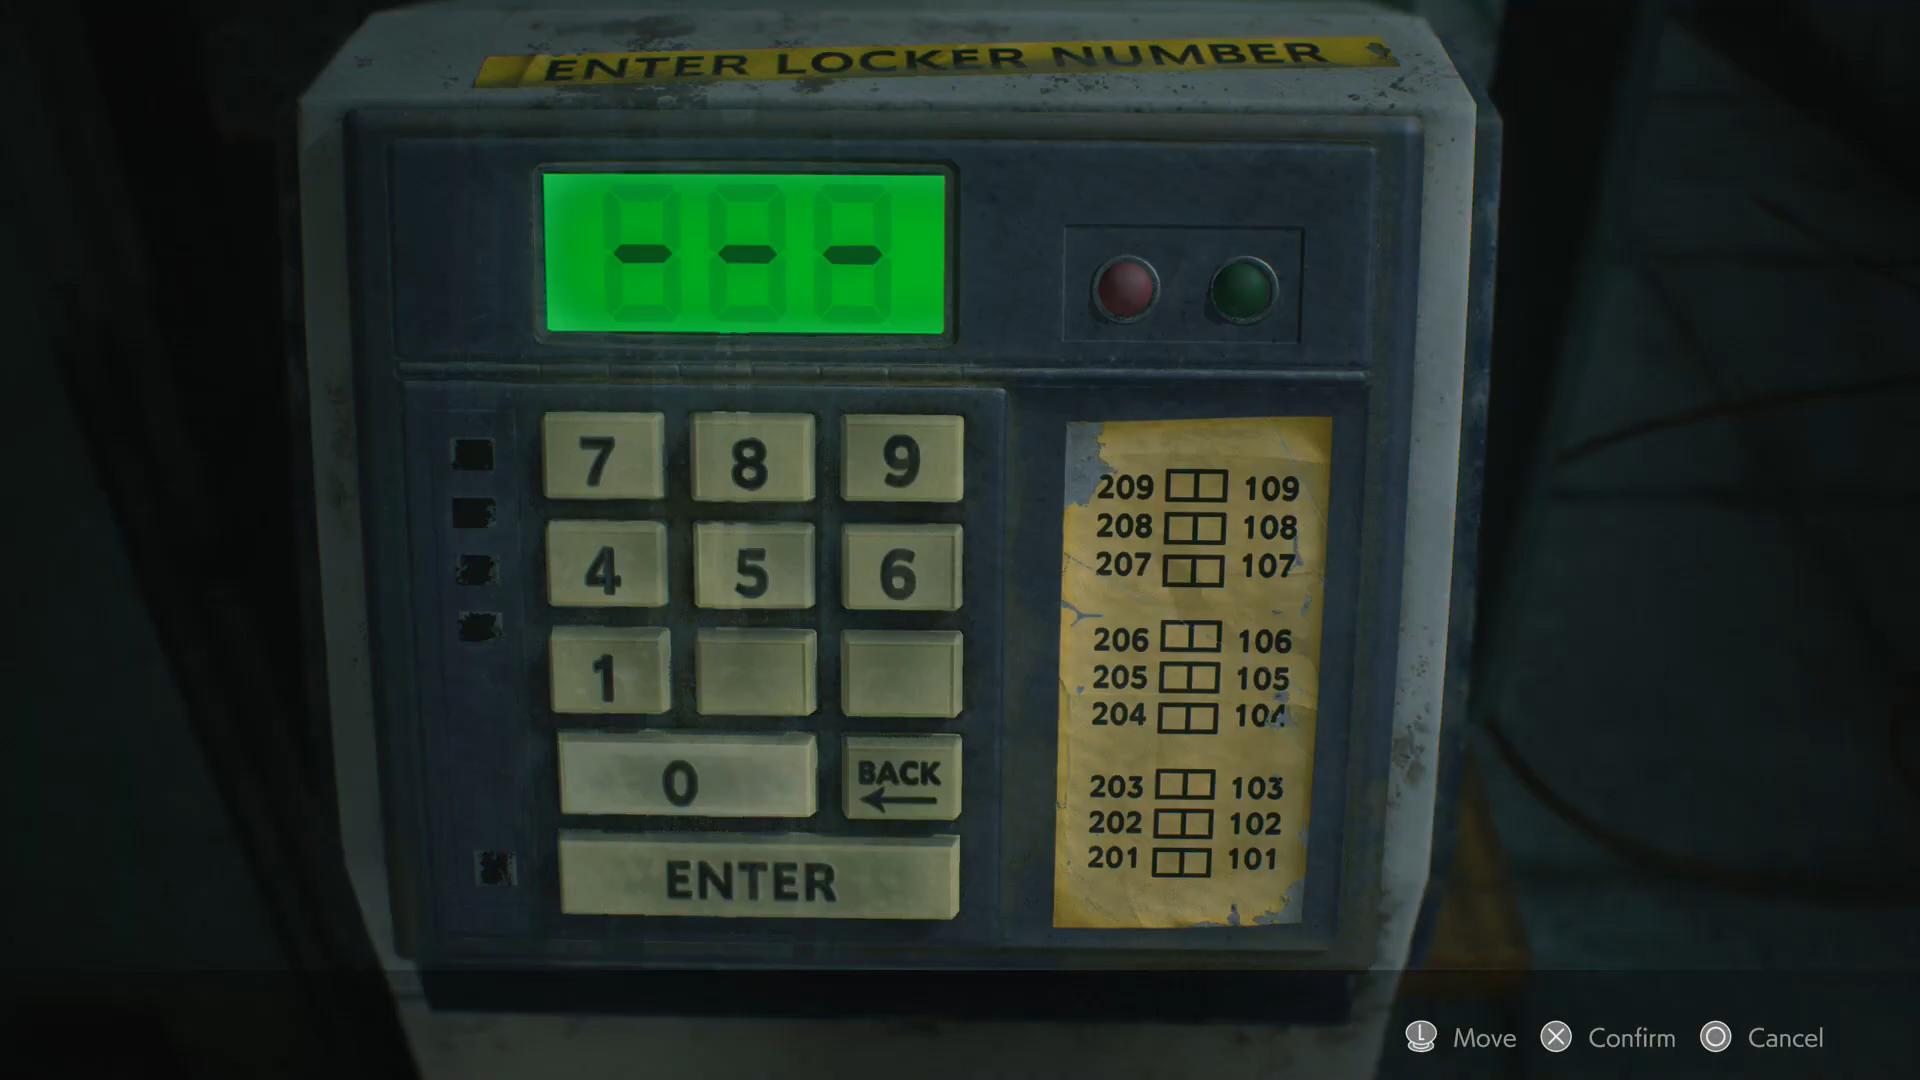 ENTER LOCKER NUMBER
- - -
7 8 9
4 5 6
1
0 BACK
ENTER
209 109
208 108
207 107
206 106
205 105
204 104
203 103
202 102
201 101
L Move Confirm Cancel